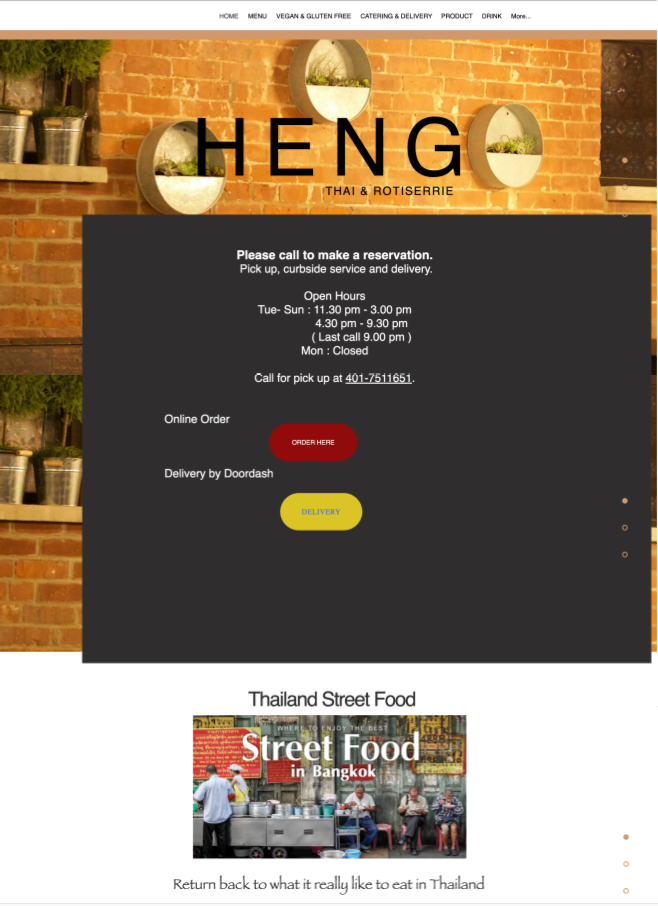 HOME MENU VEGAN & GLUTEN FREE CATERING & DELIVERY PRODUCT DRINK More...
HENG
THAI & ROTISERRIE
Please call to make a reservation.
Pick up, curbside service and delivery.
Open Hours
Tue- Sun : 11.30 pm - 3.00 pm
4.30 pm - 9.30 pm
( Last call 9.00 pm )
Mon : Closed
Call for pick up at 401-7511651.
Online Order
ORDER HERE
Delivery by Doordash
DELIVERY
Thailand Street Food
WHERE TO ENJOY THE BEST
Street Food
in Bangkok
Return back to what it really like to eat in Thailand